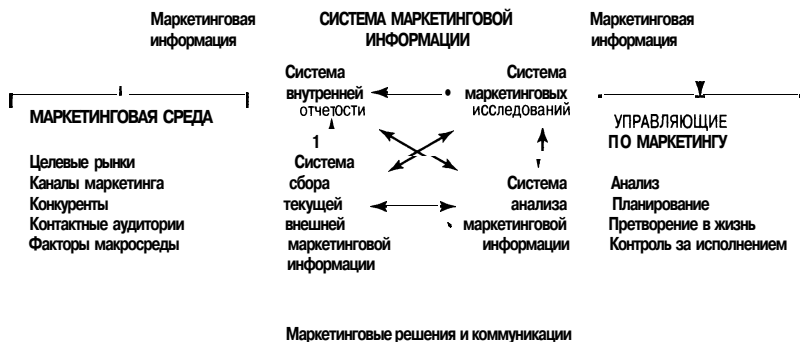 Маркетинговая
информация
СИСТЕМА МАРКЕТИНГОВОЙ
ИНФОРМАЦИИ
Маркетинговая
информация
МАРКЕТИНГОВАЯ СРЕДА
Целевые рынки
Каналы маркетинга
Конкуренты
Контактные аудитории
Факторы макросреды
Система
внутренней
отчетости
1
Система
сбора
текущей
внешней
маркетинговой
информации
Система
маркетинговых
исследований
Система
анализа
маркетинговой
информации
УПРАВЛЯЮЩИЕ
ПО МАРКЕТИНГУ
Анализ
Планирование
Претворение в жизнь
Контроль за исполнением
Маркетинговые решения и коммуникации